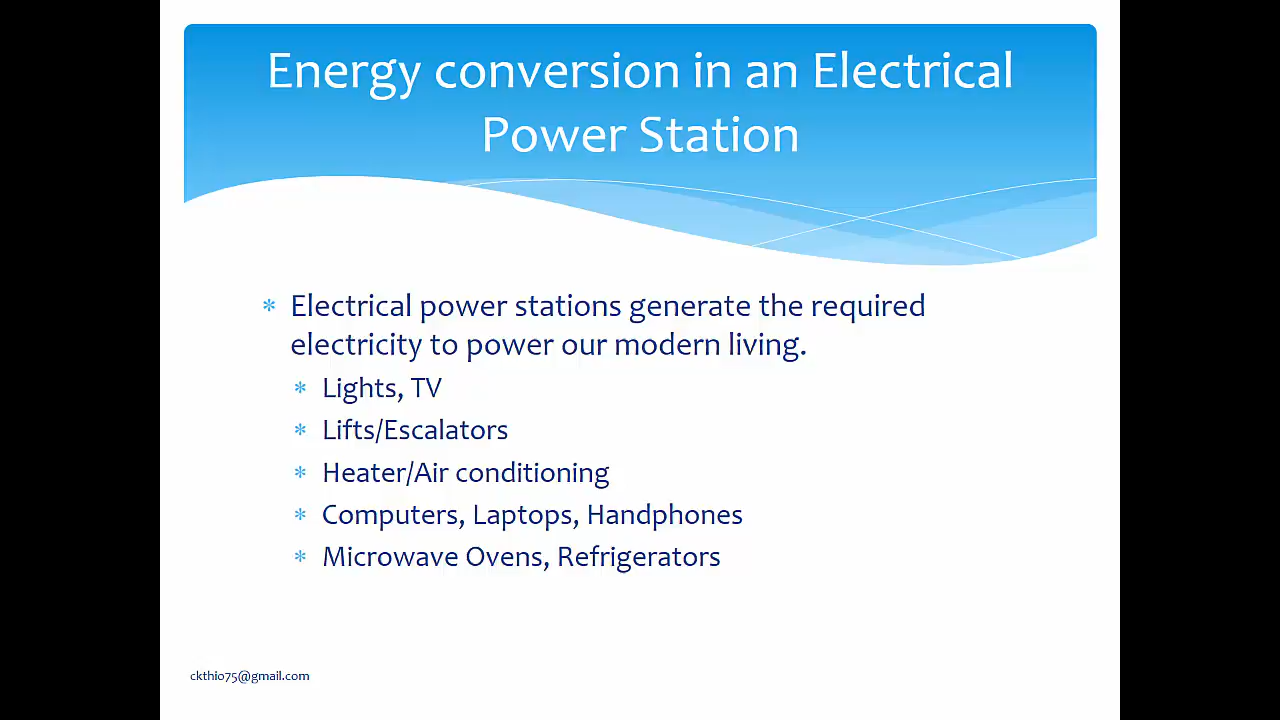 Energy conversion in an Electrical
Power Station
* Electrical power stations generate the required
electricity to power our modern living.
* Lights, TV
* Lifts/Escalators
* Heater/Air conditioning
* Computers, Laptops, Handphones
* Microwave Ovens, Refrigerators
ckthio75@gmail.com